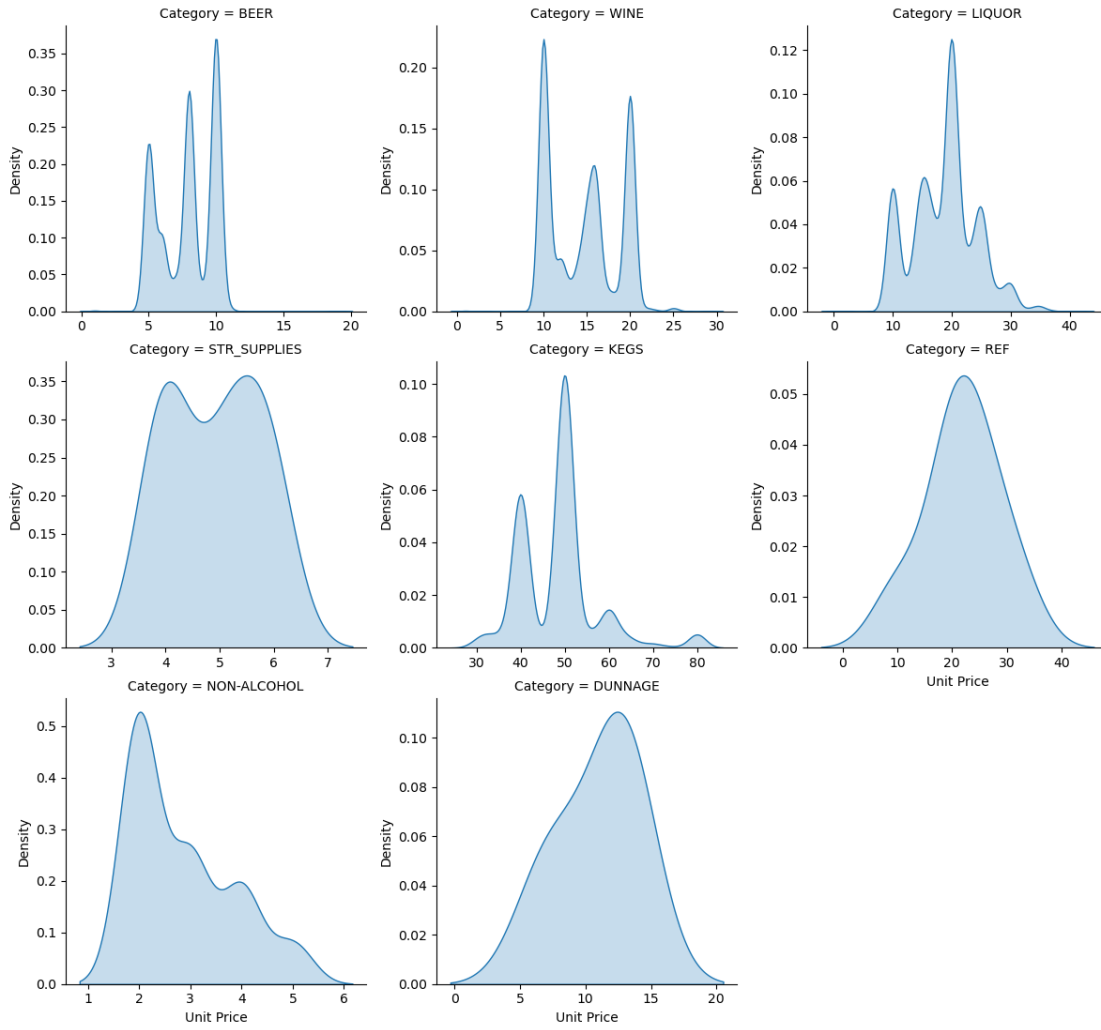 Category = BEER
Category = WINE
Category = LIQUOR
Density
0.35
0.30
0.25
0.20
0.15
0.10
0.05
0.00
0 5 10 15 20
Density
0.20
0.15
0.10
0.05
0.00
0 5 10 15 20 25 30
Density
0.12
0.10
0.08
0.06
0.04
0.02
0.00
0 10 20 30 40
Category = STR_SUPPLIES
Category = KEGS
Category = REF
Density
0.35
0.30
0.25
0.20
0.15
0.10
0.05
0.00
3 4 5 6 7
Density
0.10
0.08
0.06
0.04
0.02
0.00
30 40 50 60 70 80
Density
0.05
0.04
0.03
0.02
0.01
0.00
0 10 20 30 40
Unit Price
Category = NON-ALCOHOL
Category = DUNNAGE
Density
0.5
0.4
0.3
0.2
0.1
0.0
1 2 3 4 5 6
Unit Price
Density
0.10
0.08
0.06
0.04
0.02
0.00
0 5 10 15 20
Unit Price